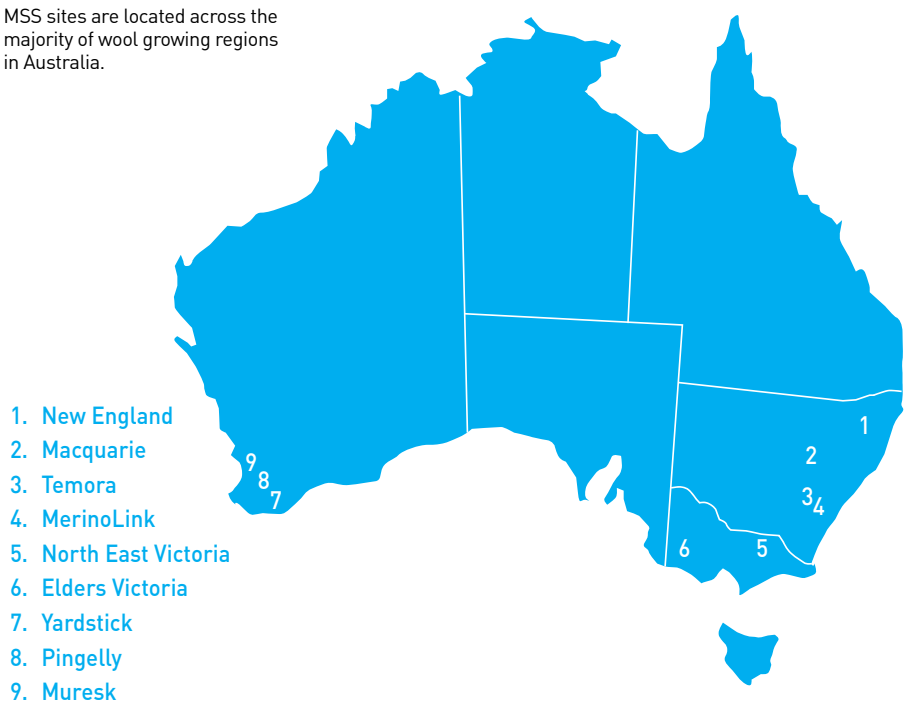 MSS sites are located across the
majority of wool growing regions
in Australia.
1. New England
2. Macquarie
3. Temora
4. MerinoLink
5. North East Victoria
6. Elders Victoria
7. Yardstick
8. Pingelly
9. Muresk
1
2
3
4
5
6
9
8
7